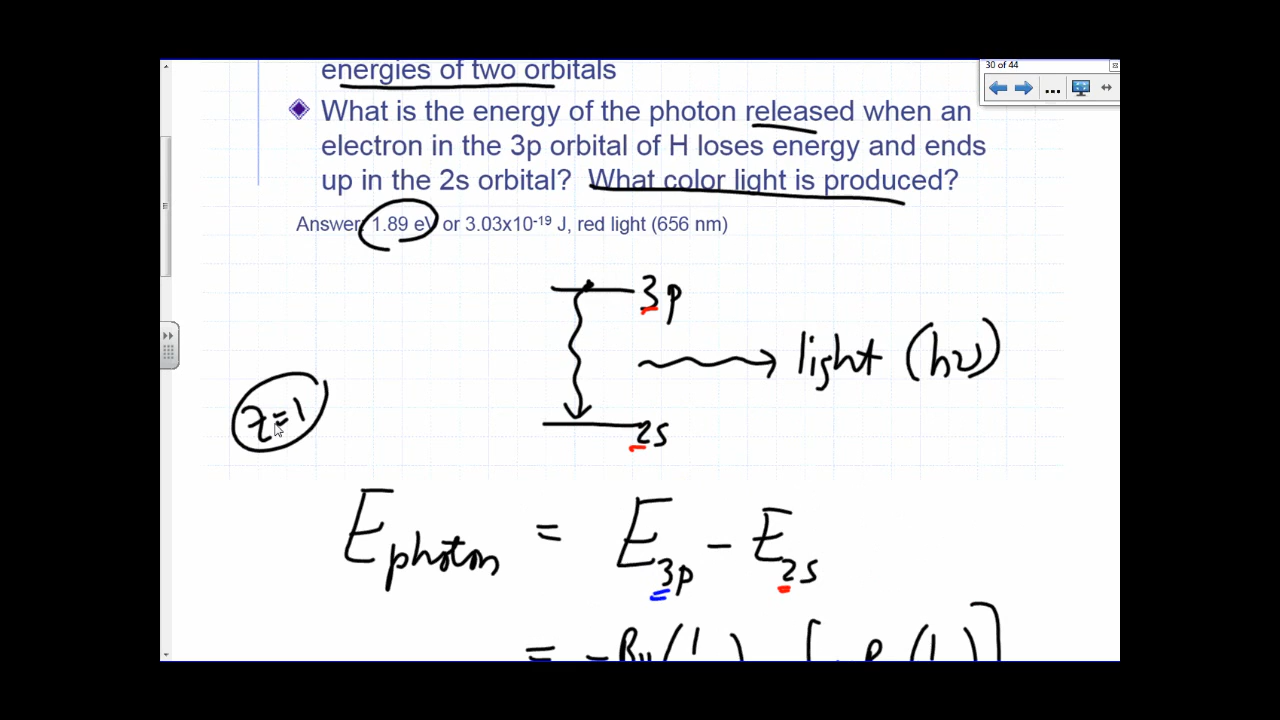 30 of 44
energies of two orbitals
What is the energy of the photon released when an
electron in the 3p orbital of H loses energy and ends
up in the 2s orbital? What color light is produced?
Answer: 1.89 eV or 3.03x10⁻¹⁹ J, red light (656 nm)
3p
light (hν)
z=1
2s
E photon = E 3p - E 2s